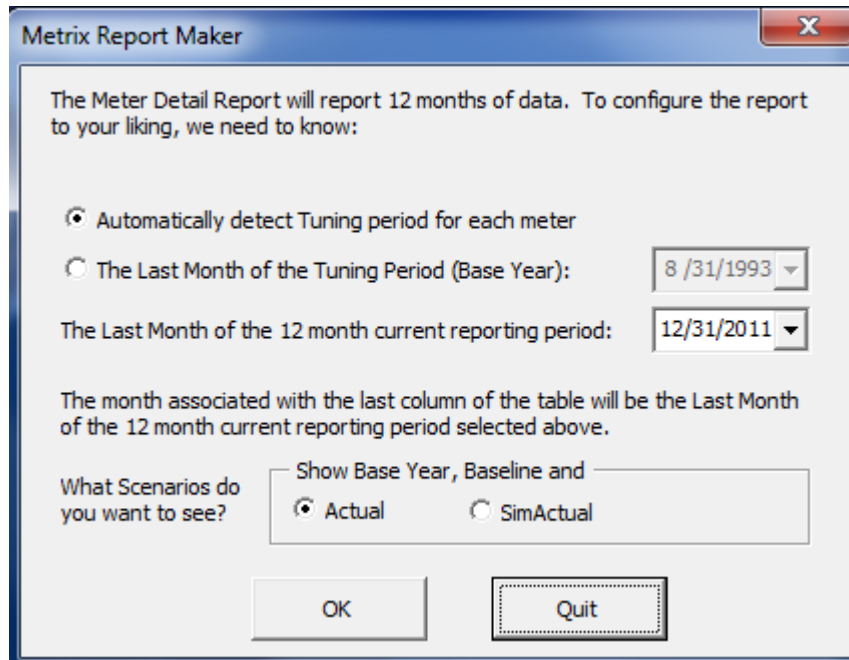 Metrix Report Maker
The Meter Detail Report will report 12 months of data.  To configure the report
to your liking, we need to know:
Automatically detect Tuning period for each meter
The Last Month of the Tuning Period (Base Year):
8 /31/1993
The Last Month of the 12 month current reporting period:
12/31/2011
The month associated with the last column of the table will be the Last Month
of the 12 month current reporting period selected above.
What Scenarios do
you want to see?
Show Base Year, Baseline and
Actual
SimActual
OK
Quit